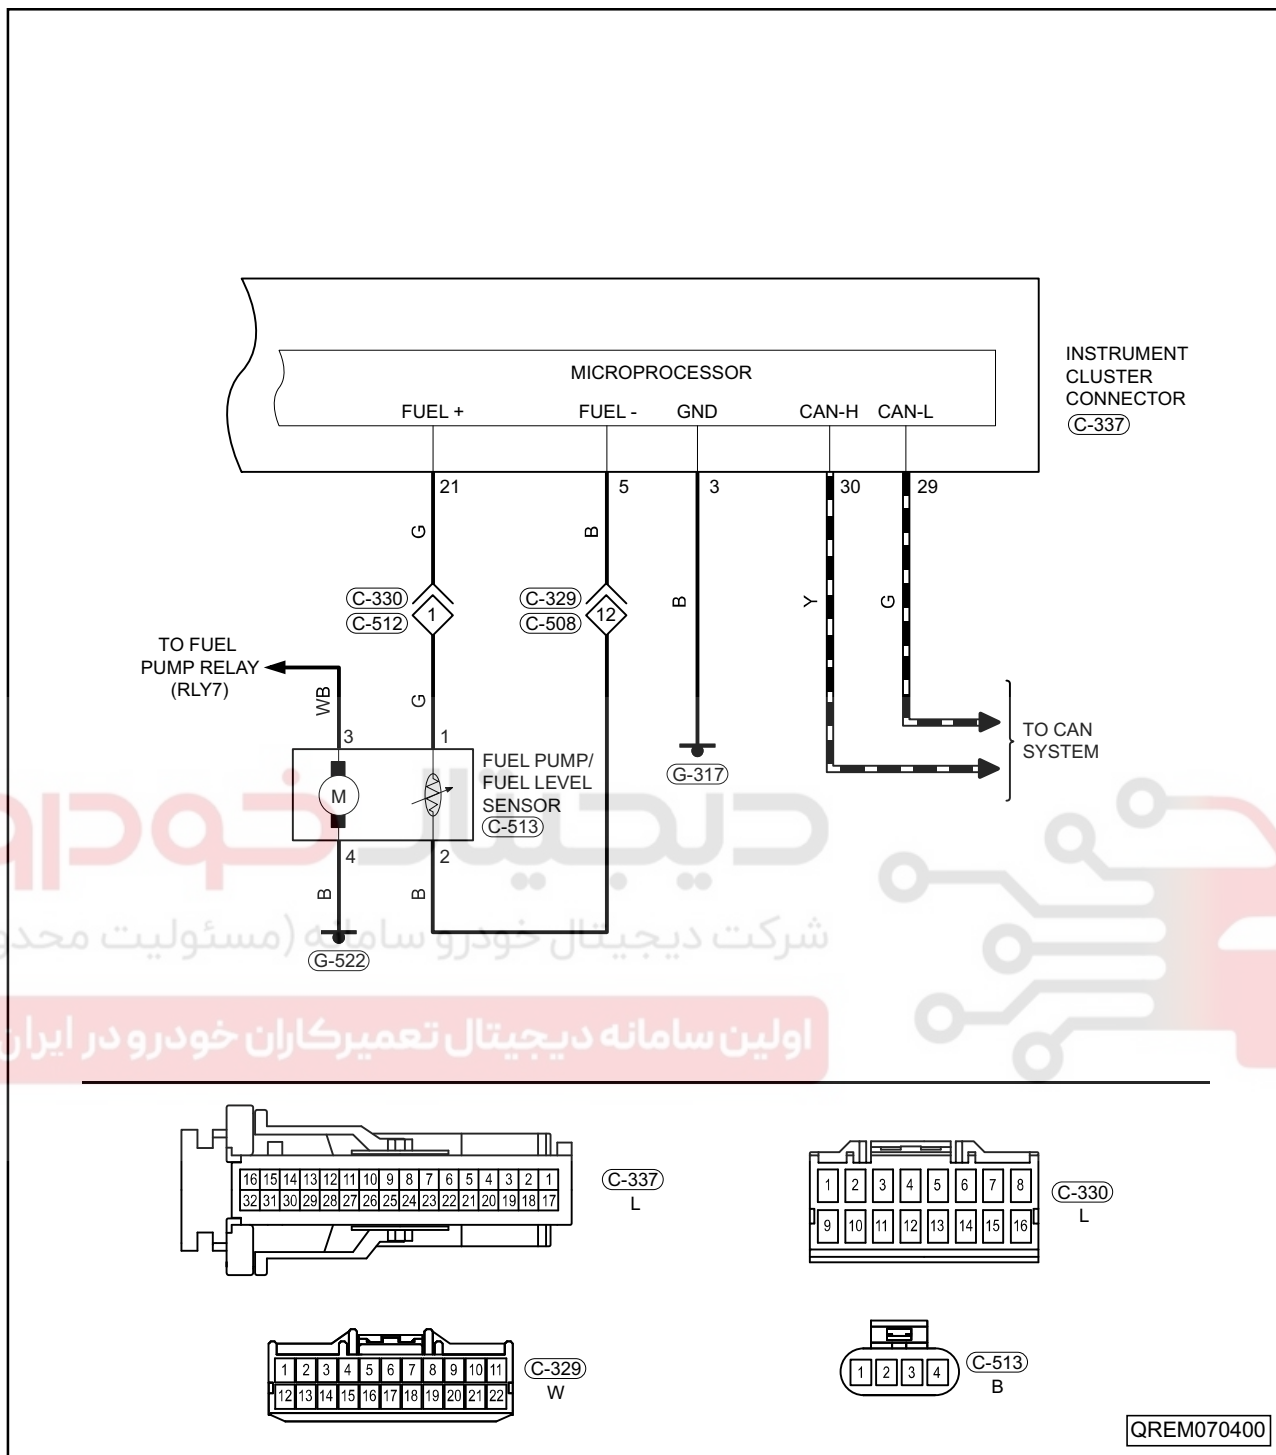 INSTRUMENT
CLUSTER
CONNECTOR
C-337
MICROPROCESSOR
FUEL +
FUEL -
GND
CAN-H
CAN-L
21
5
3
30
29
G
B
B
Y
G
C-330
C-512
1
C-329
C-508
12
TO FUEL
PUMP RELAY
(RLY7)
WB
G
3
1
M
FUEL PUMP/
FUEL LEVEL
SENSOR
C-513
4
2
B
B
G-522
G-317
TO CAN
SYSTEM
دیجیتال خودرو
شرکت دیجیتال خودرو سامانه (مسئولیت
اولین سامانه دیجیتال تعمیرکاران خودرو در ایران
16 15 14 13 12 11 10 9 8 7 6 5 4 3 2 1
32 31 30 29 28 27 26 25 24 23 22 21 20 19 18 17
C-337
L
1 2 3 4 5 6 7 8
9 10 11 12 13 14 15 16
C-330
L
1 2 3 4 5 6 7 8 9 10 11
12 13 14 15 16 17 18 19 20 21 22
C-329
W
1 2 3 4
C-513
B
QREM070400